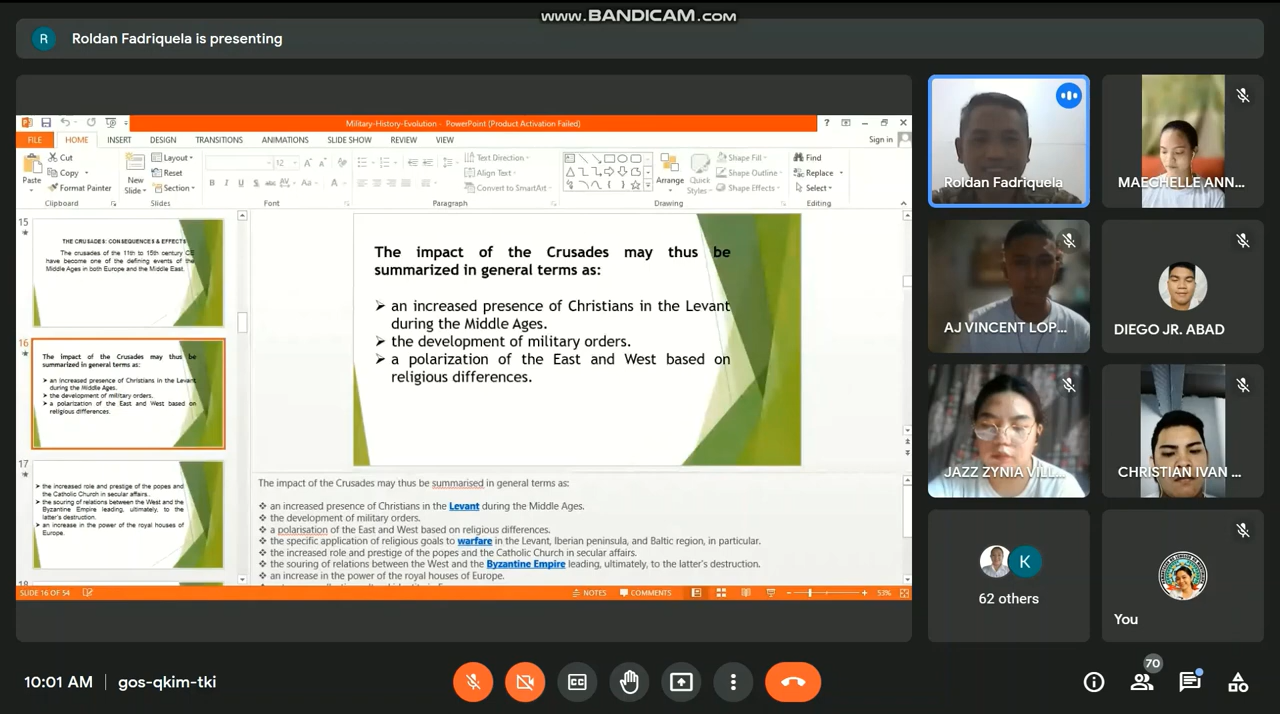 www.BANDICAM.com
R
Roldan Fadriquela is presenting
Military-History-Evolution - PowerPoint (Product Activation Failed)
FILE HOME INSERT DESIGN TRANSITIONS ANIMATIONS SLIDE SHOW REVIEW VIEW Sign in
Paste
Cut
Copy
Format Painter
Clipboard
New Slide
Layout
Reset
Section
Slides
12
Font
Text Direction
Align Text
Convert to SmartArt
Paragraph
Arrange
Quick Styles
Shape Fill
Shape Outline
Shape Effects
Drawing
Find
Replace
Select
Editing
15
THE CRUSADES: CONSEQUENCES & EFFECTS
The crusades of the 11th to 15th century CE
have become one of the defining events of the
Middle Ages in both Europe and the Middle East.
16
The impact of the Crusades may thus be
summarized in general terms as:
➢ an increased presence of Christians in the Levant
during the Middle Ages.
➢ the development of military orders.
➢ a polarization of the East and West based on
religious differences.
17
➢ the increased role and prestige of the popes and
the Catholic Church in secular affairs.
➢ the souring of relations between the West and the
Byzantine Empire leading, ultimately, to the
latter's destruction.
➢ an increase in the power of the royal houses of
Europe.
18
The impact of the Crusades may thus be
summarized in general terms as:
➢ an increased presence of Christians in the Levant
during the Middle Ages.
➢ the development of military orders.
➢ a polarization of the East and West based on
religious differences.
The impact of the Crusades may thus be summarised in general terms as:
❖ an increased presence of Christians in the Levant during the Middle Ages.
❖ the development of military orders.
❖ a polarisation of the East and West based on religious differences.
❖ the specific application of religious goals to warfare in the Levant, Iberian peninsula, and Baltic region, in particular.
❖ the increased role and prestige of the popes and the Catholic Church in secular affairs.
❖ the souring of relations between the West and the Byzantine Empire leading, ultimately, to the latter's destruction.
❖ an increase in the power of the royal houses of Europe.
SLIDE 16 OF 54 NOTES COMMENTS 53%
Roldan Fadriquela
MAECHELLE ANN...
AJ VINCENT LOP...
DIEGO JR. ABAD
JAZZ ZYNIA VILL...
CHRISTIAN IVAN ...
K
62 others
You
10:01 AM | gos-qkim-tki
CC
70